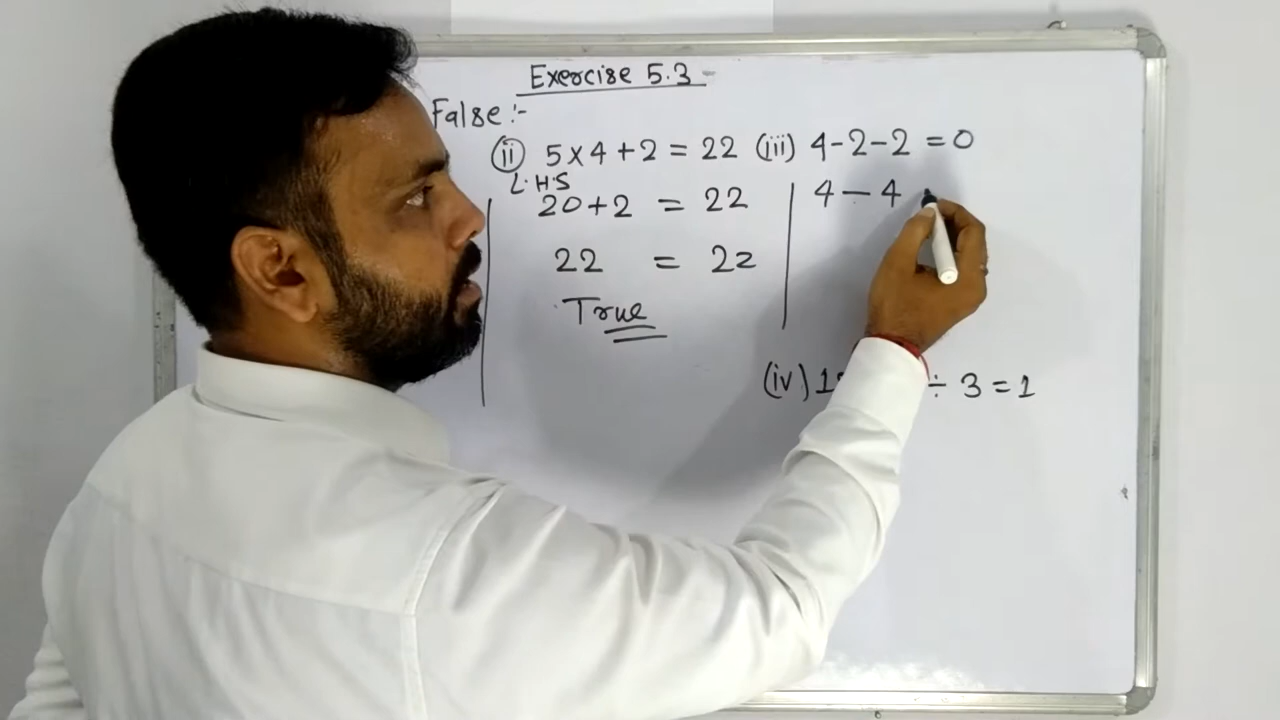 Exercise 5.3
False :-
(ii) 5 x 4 + 2 = 22
L.H.S
20 + 2 = 22
22 = 22
True
(iii) 4 - 2 - 2 = 0
4 — 4
(iv) 1 ÷ 3 = 1